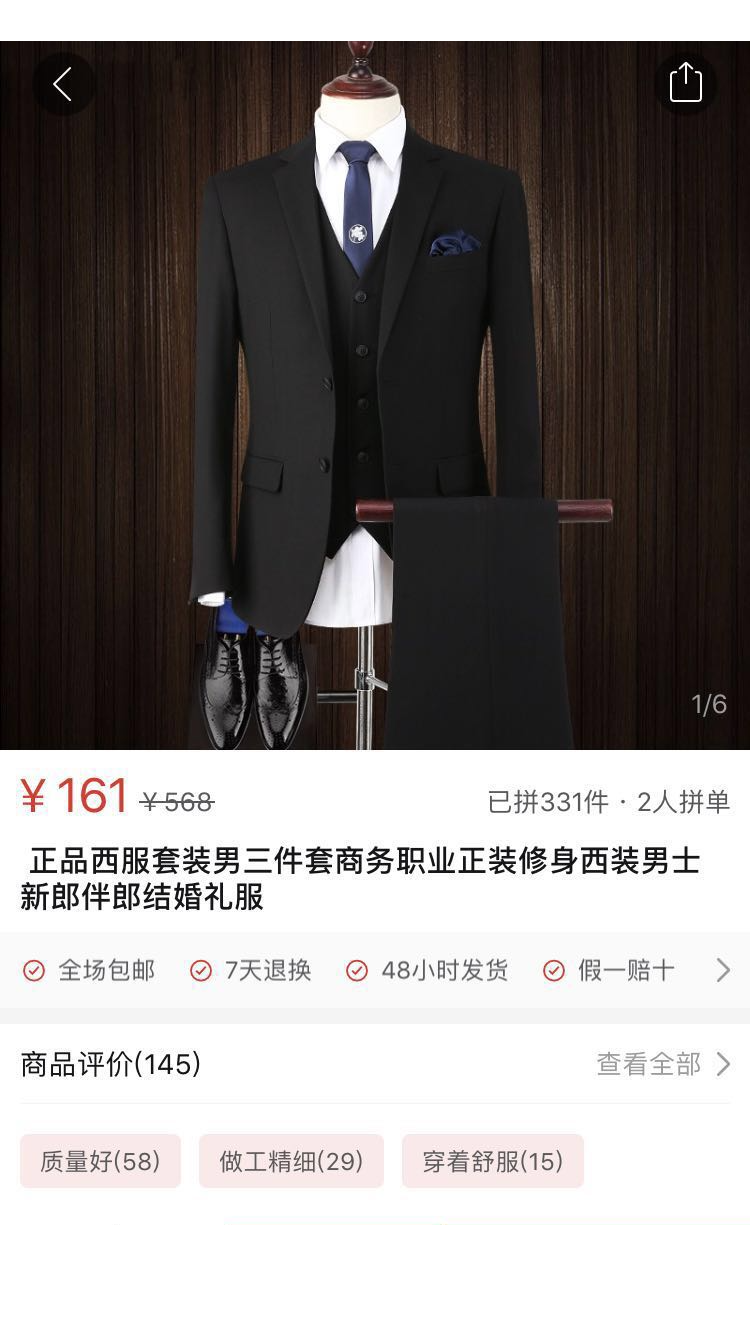 1/6
¥161 ¥568 已拼331件 · 2人拼单
正品西服套装男三件套商务职业正装修身西装男士
新郎伴郎结婚礼服
全场包邮 7天退换 48小时发货 假一赔十
商品评价(145) 查看全部
质量好(58) 做工精细(29) 穿着舒服(15)